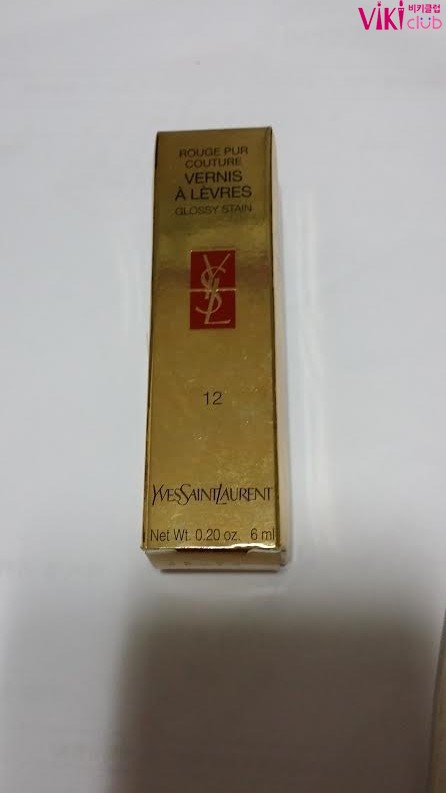 ViKi 비키클럽
club
ROUGE PUR
COUTURE
VERNIS
À LÈVRES
GLOSSY STAIN
YSL
12
YVESSAINTLAURENT
Net Wt. 0.20 oz. 6 ml